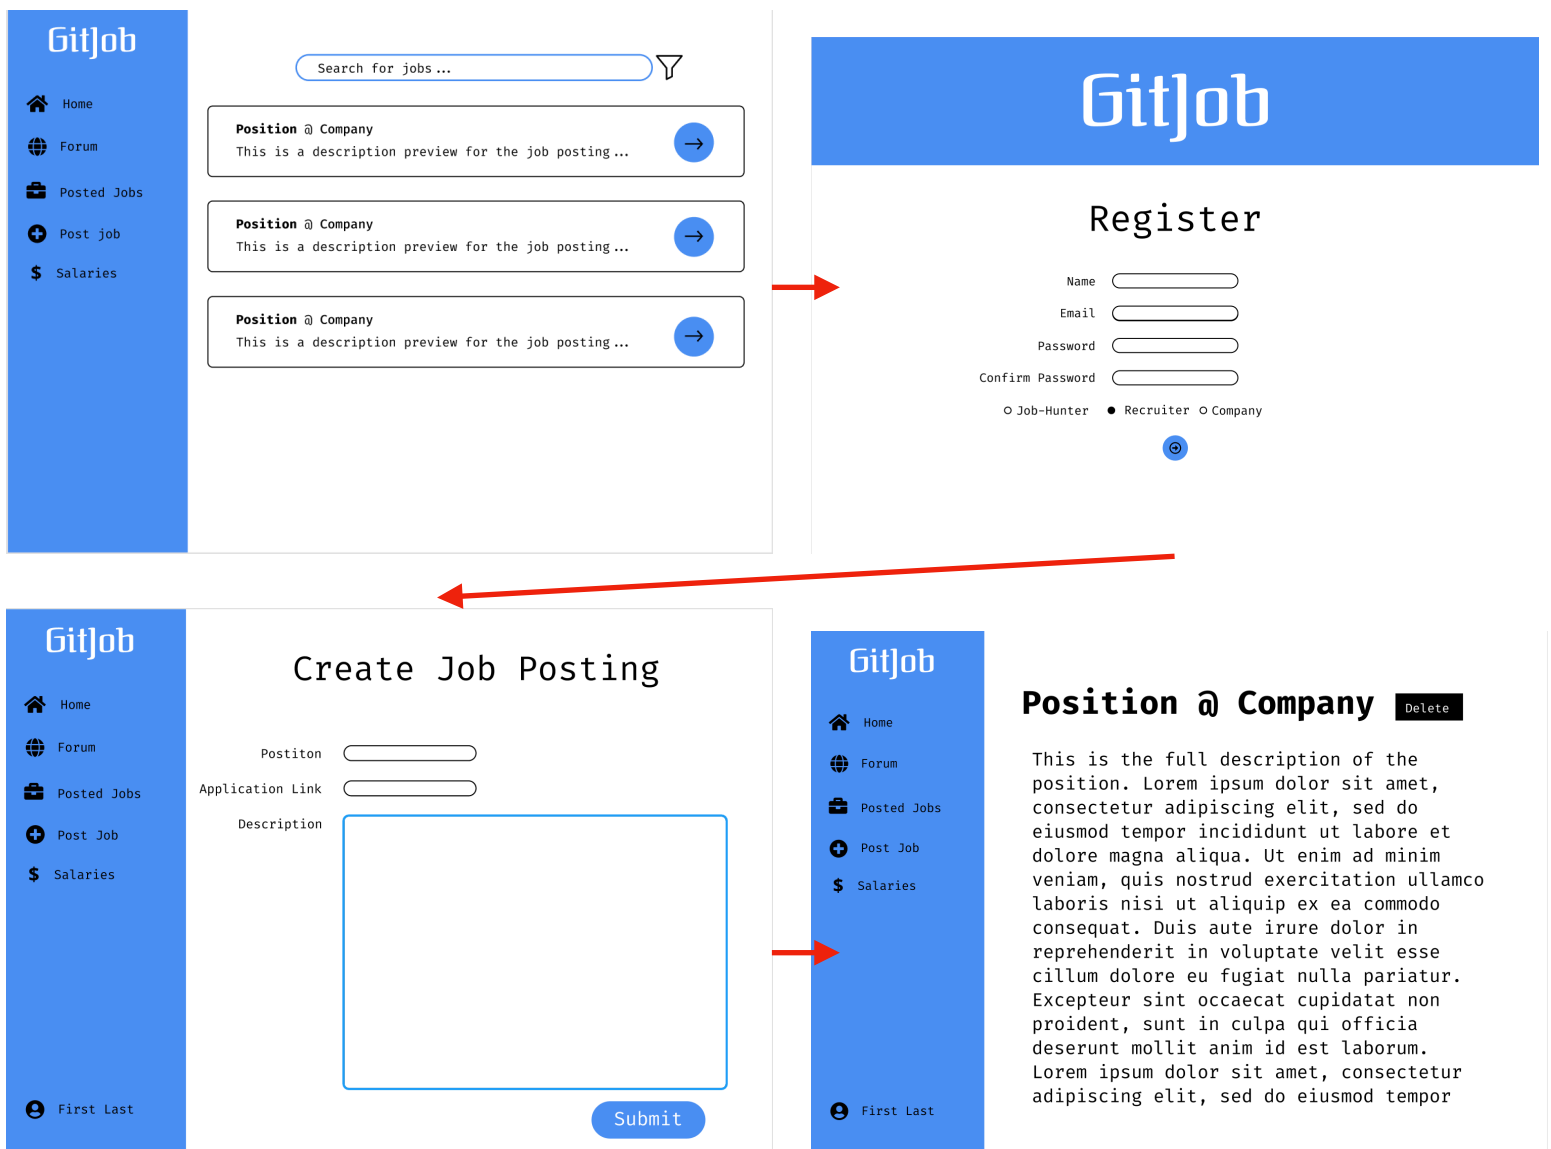 GitJob
Home
Forum
Posted Jobs
Post job
$ Salaries
Search for jobs...
Position @ Company
This is a description preview for the job posting...
Position @ Company
This is a description preview for the job posting...
Position @ Company
This is a description preview for the job posting...
GitJob
Register
Name
Email
Password
Confirm Password
Job-Hunter Recruiter Company
GitJob
Home
Forum
Posted Jobs
Post Job
$ Salaries
First Last
Create Job Posting
Postiton
Application Link
Description
Submit
GitJob
Home
Forum
Posted Jobs
Post Job
$ Salaries
First Last
Position @ Company Delete
This is the full description of the
position. Lorem ipsum dolor sit amet,
consectetur adipiscing elit, sed do
eiusmod tempor incididunt ut labore et
dolore magna aliqua. Ut enim ad minim
veniam, quis nostrud exercitation ullamco
laboris nisi ut aliquip ex ea commodo
consequat. Duis aute irure dolor in
reprehenderit in voluptate velit esse
cillum dolore eu fugiat nulla pariatur.
Excepteur sint occaecat cupidatat non
proident, sunt in culpa qui officia
deserunt mollit anim id est laborum.
Lorem ipsum dolor sit amet, consectetur
adipiscing elit, sed do eiusmod tempor